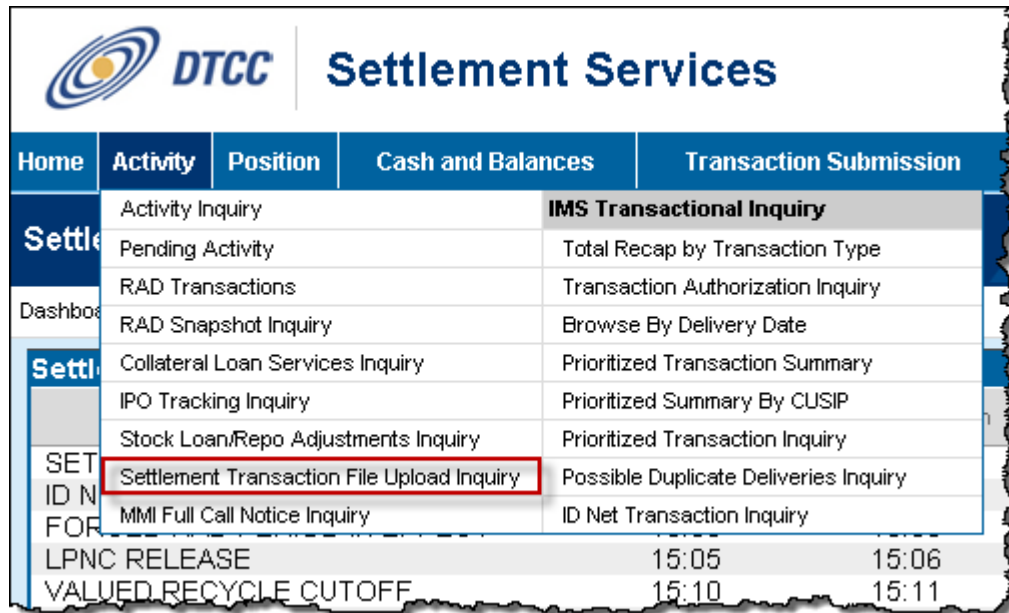 DTCC Settlement Services
Home Activity Position Cash and Balances Transaction Submission
Activity Inquiry IMS Transactional Inquiry
Pending Activity Total Recap by Transaction Type
RAD Transactions Transaction Authorization Inquiry
RAD Snapshot Inquiry Browse By Delivery Date
Collateral Loan Services Inquiry Prioritized Transaction Summary
IPO Tracking Inquiry Prioritized Summary By CUSIP
Stock Loan/Repo Adjustments Inquiry Prioritized Transaction Inquiry
Settlement Transaction File Upload Inquiry Possible Duplicate Deliveries Inquiry
MMI Full Call Notice Inquiry ID Net Transaction Inquiry
LPNC RELEASE 15:05 15:06
VALUED RECYCLE CUTOFF 15:10 15:11